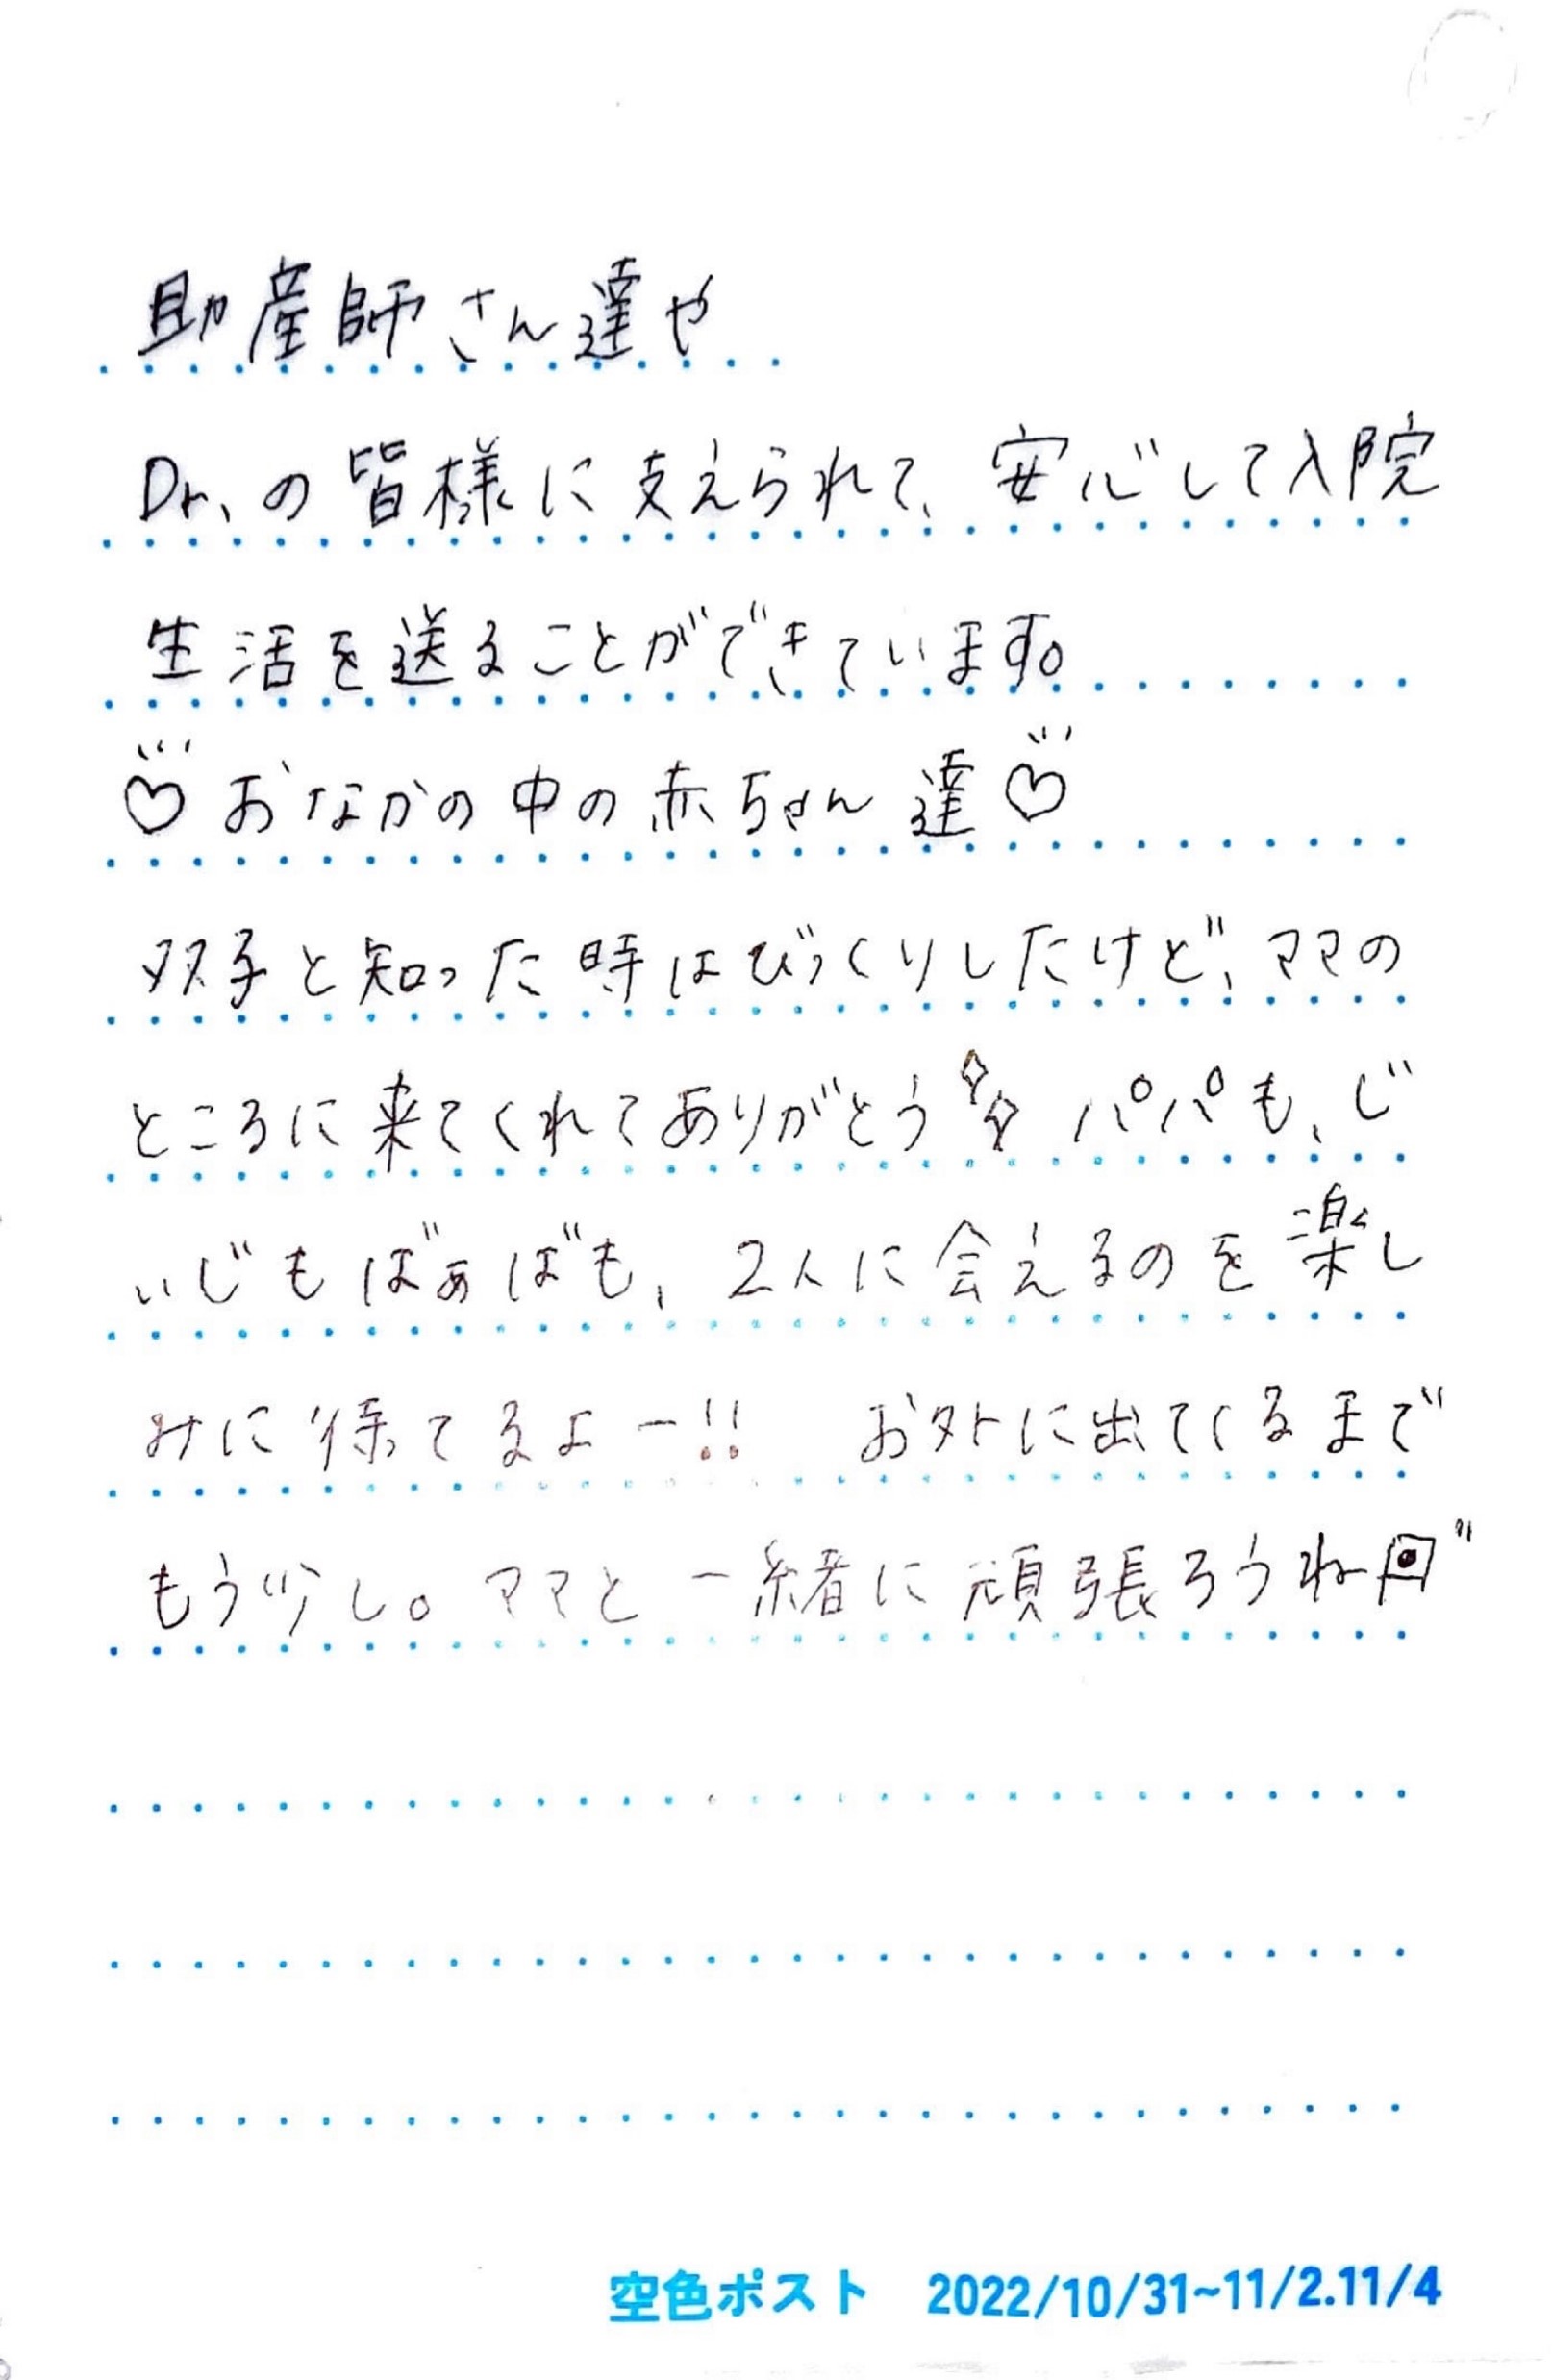 助産師さん達や
Dr、の皆様に支えられて、安心して入院
生活を送ることができています。
♡おなかの中の赤ちゃん達♡
双子と知った時はびっくりしたけど、ママの
ところに来てくれてありがとう パパも、じ
ぃじもばぁばも、2人に会えるのを楽し
みに待ってるよー!! お外に出てくるまで
もう少し。ママと一緒に頑張ろうね
空色ポスト 2022/10/31~11/2.11/4